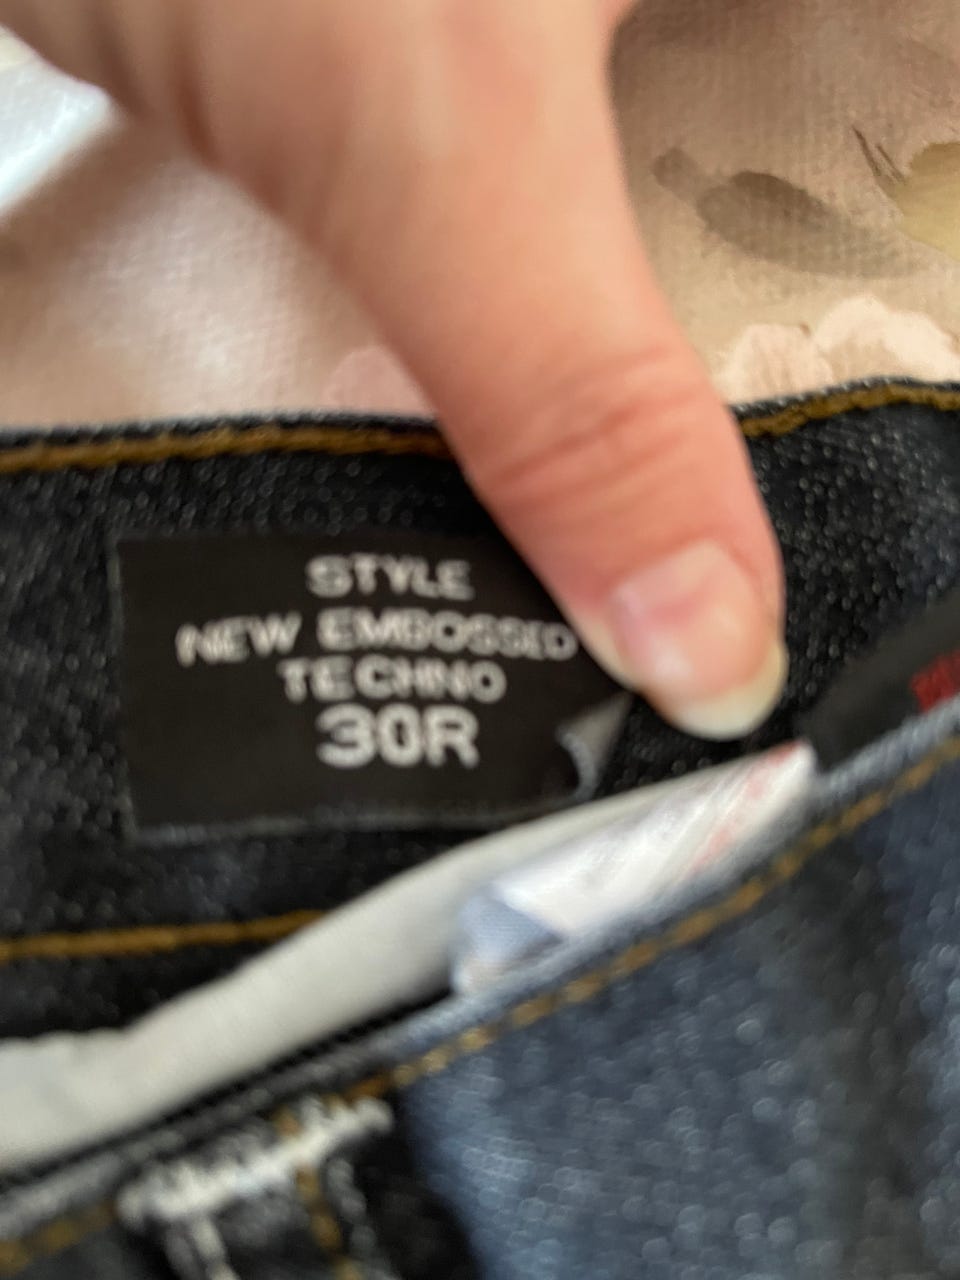 STYLE
NEW EMBOSSED
TECHNO
30R